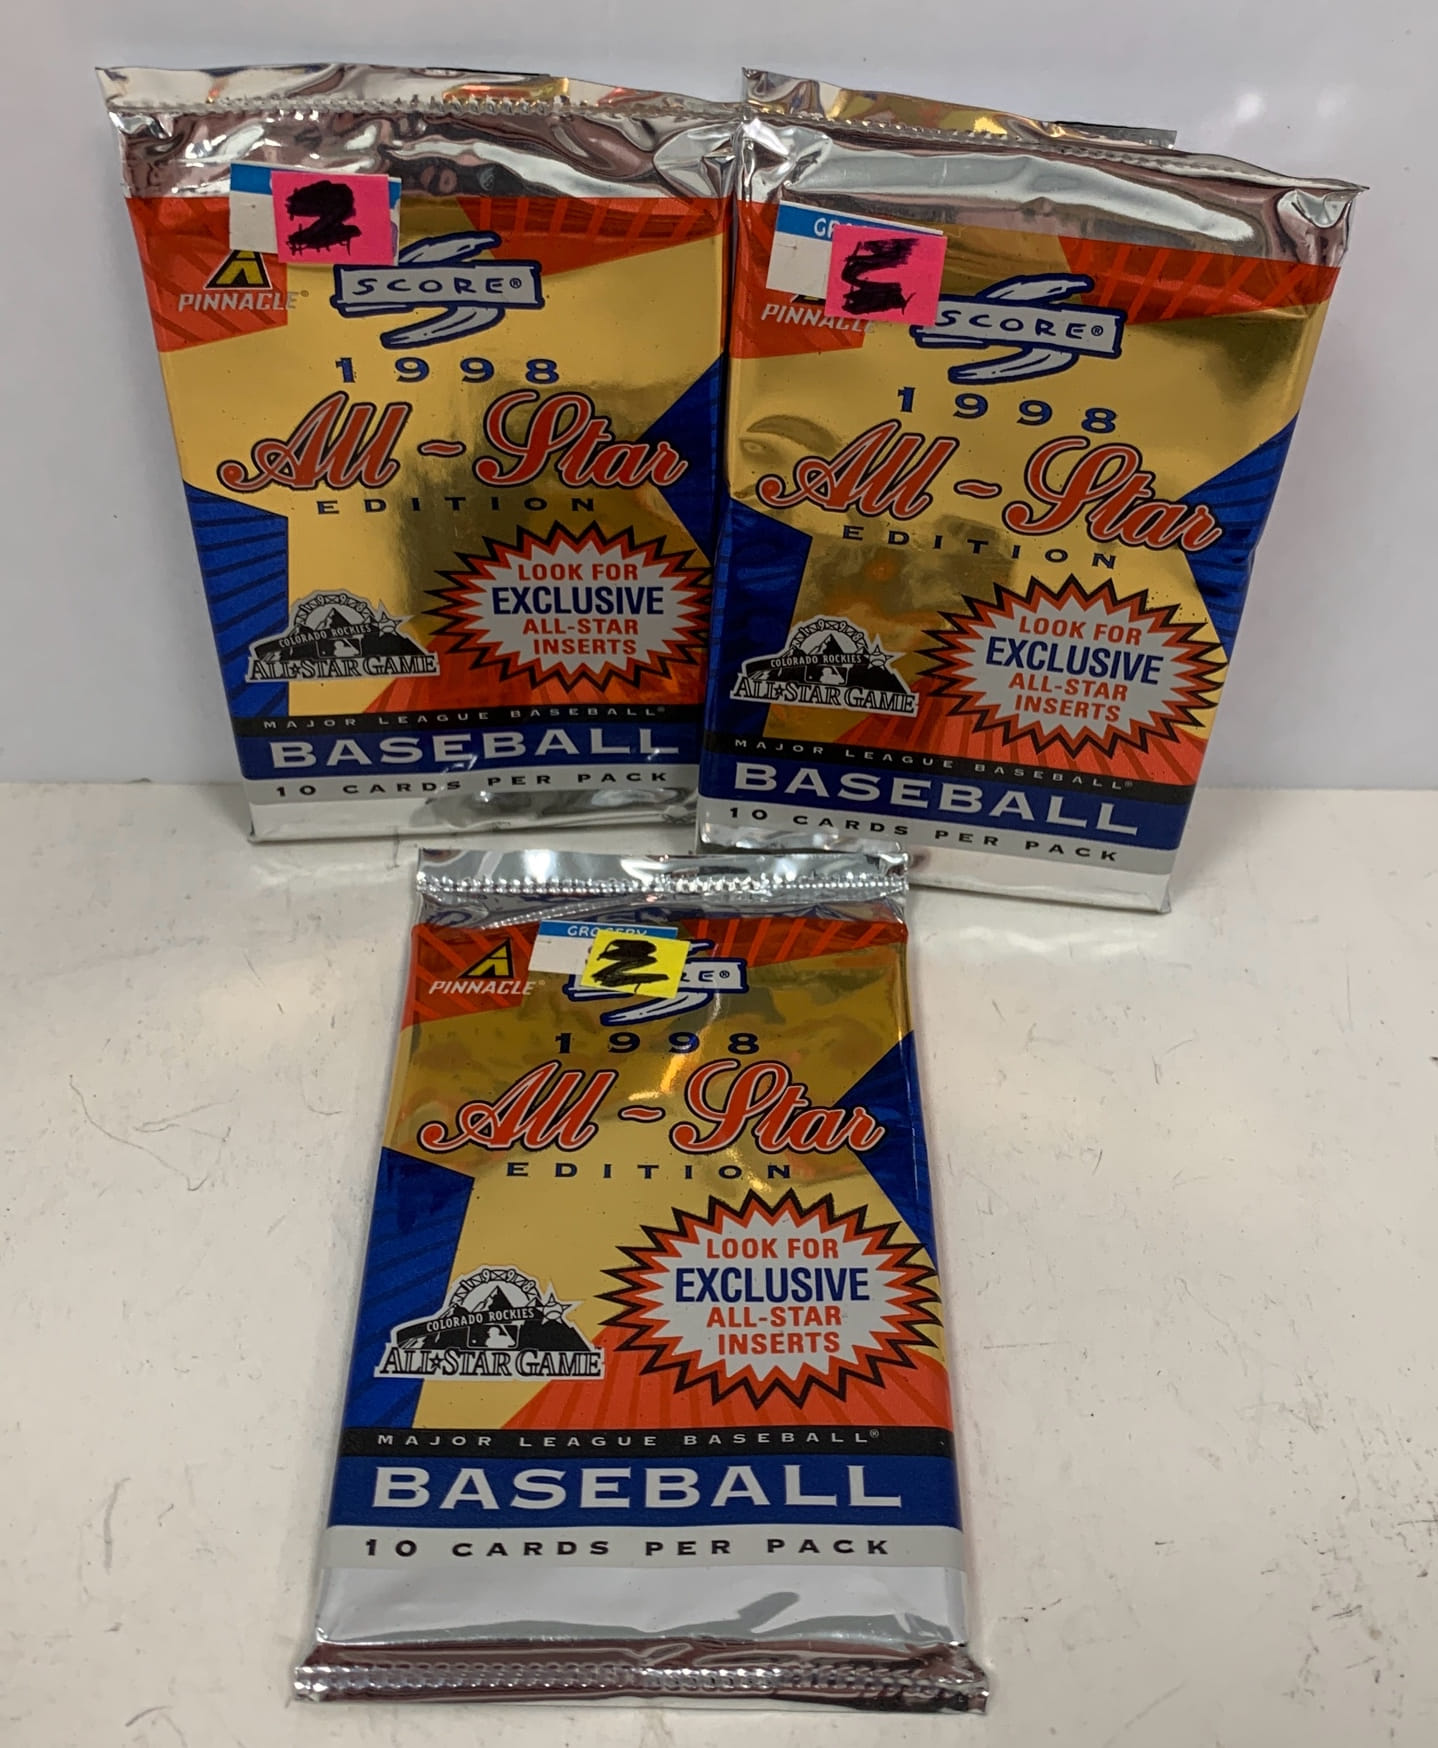 2
PINNACLE®
SCORE®
1998
All-Star
EDITION
LOOK FOR
EXCLUSIVE
ALL-STAR
INSERTS
1998
COLORADO ROCKIES
ALL★STAR GAME
MAJOR LEAGUE BASEBALL®
BASEBALL
10 CARDS PER PACK
PINNACLE
SCORE®
1998
All-Star
EDITION
LOOK FOR
EXCLUSIVE
ALL-STAR
INSERTS
1998
COLORADO ROCKIES
ALL★STAR GAME
MAJOR LEAGUE BASEBALL®
BASEBALL
10 CARDS PER PACK
GROCERY
2
PINNACLE®
RE®
1998
All-Star
EDITION
LOOK FOR
EXCLUSIVE
ALL-STAR
INSERTS
1998
COLORADO ROCKIES
ALL★STAR GAME
MAJOR LEAGUE BASEBALL®
BASEBALL
10 CARDS PER PACK